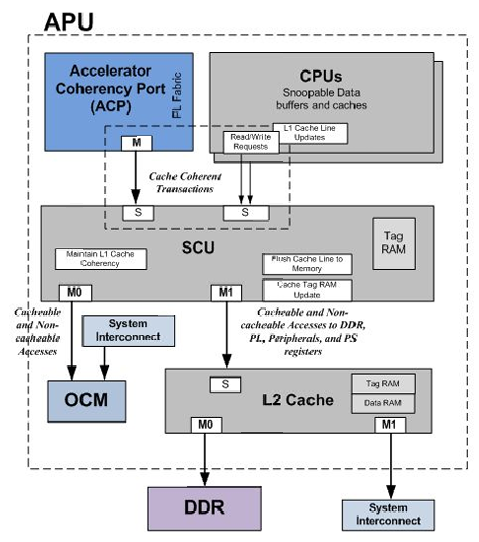 APU
Accelerator
Coherency Port
(ACP)
PL Fabric
M
CPUs
Snoopable Data
buffers and caches
L1 Cache Line
Updates
Read/Write
Requests
Cache Coherent
Transactions
S
S
SCU
Tag
RAM
Maintain L1 Cache
Coherency
Flush Cache Line to
Memory
Cache Tag RAM
Update
M0
M1
Cacheable
and Non-
cacheable
Accesses
System
Interconnect
Cacheable and Non-
cacheable Accesses to DDR,
PL, Peripherals, and PS
registers
OCM
S
L2 Cache
Tag RAM
Data RAM
M0
M1
DDR
System
Interconnect